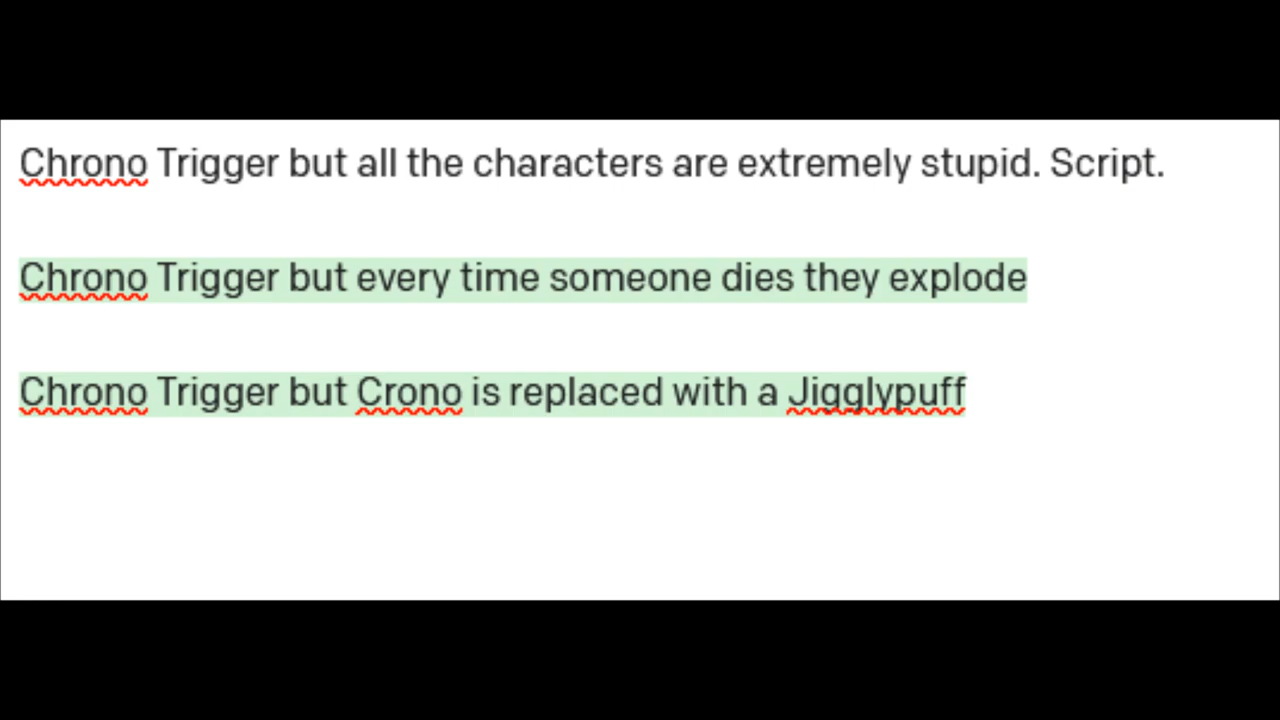 Chrono Trigger but all the characters are extremely stupid. Script.
Chrono Trigger but every time someone dies they explode
Chrono Trigger but Crono is replaced with a Jigglypuff